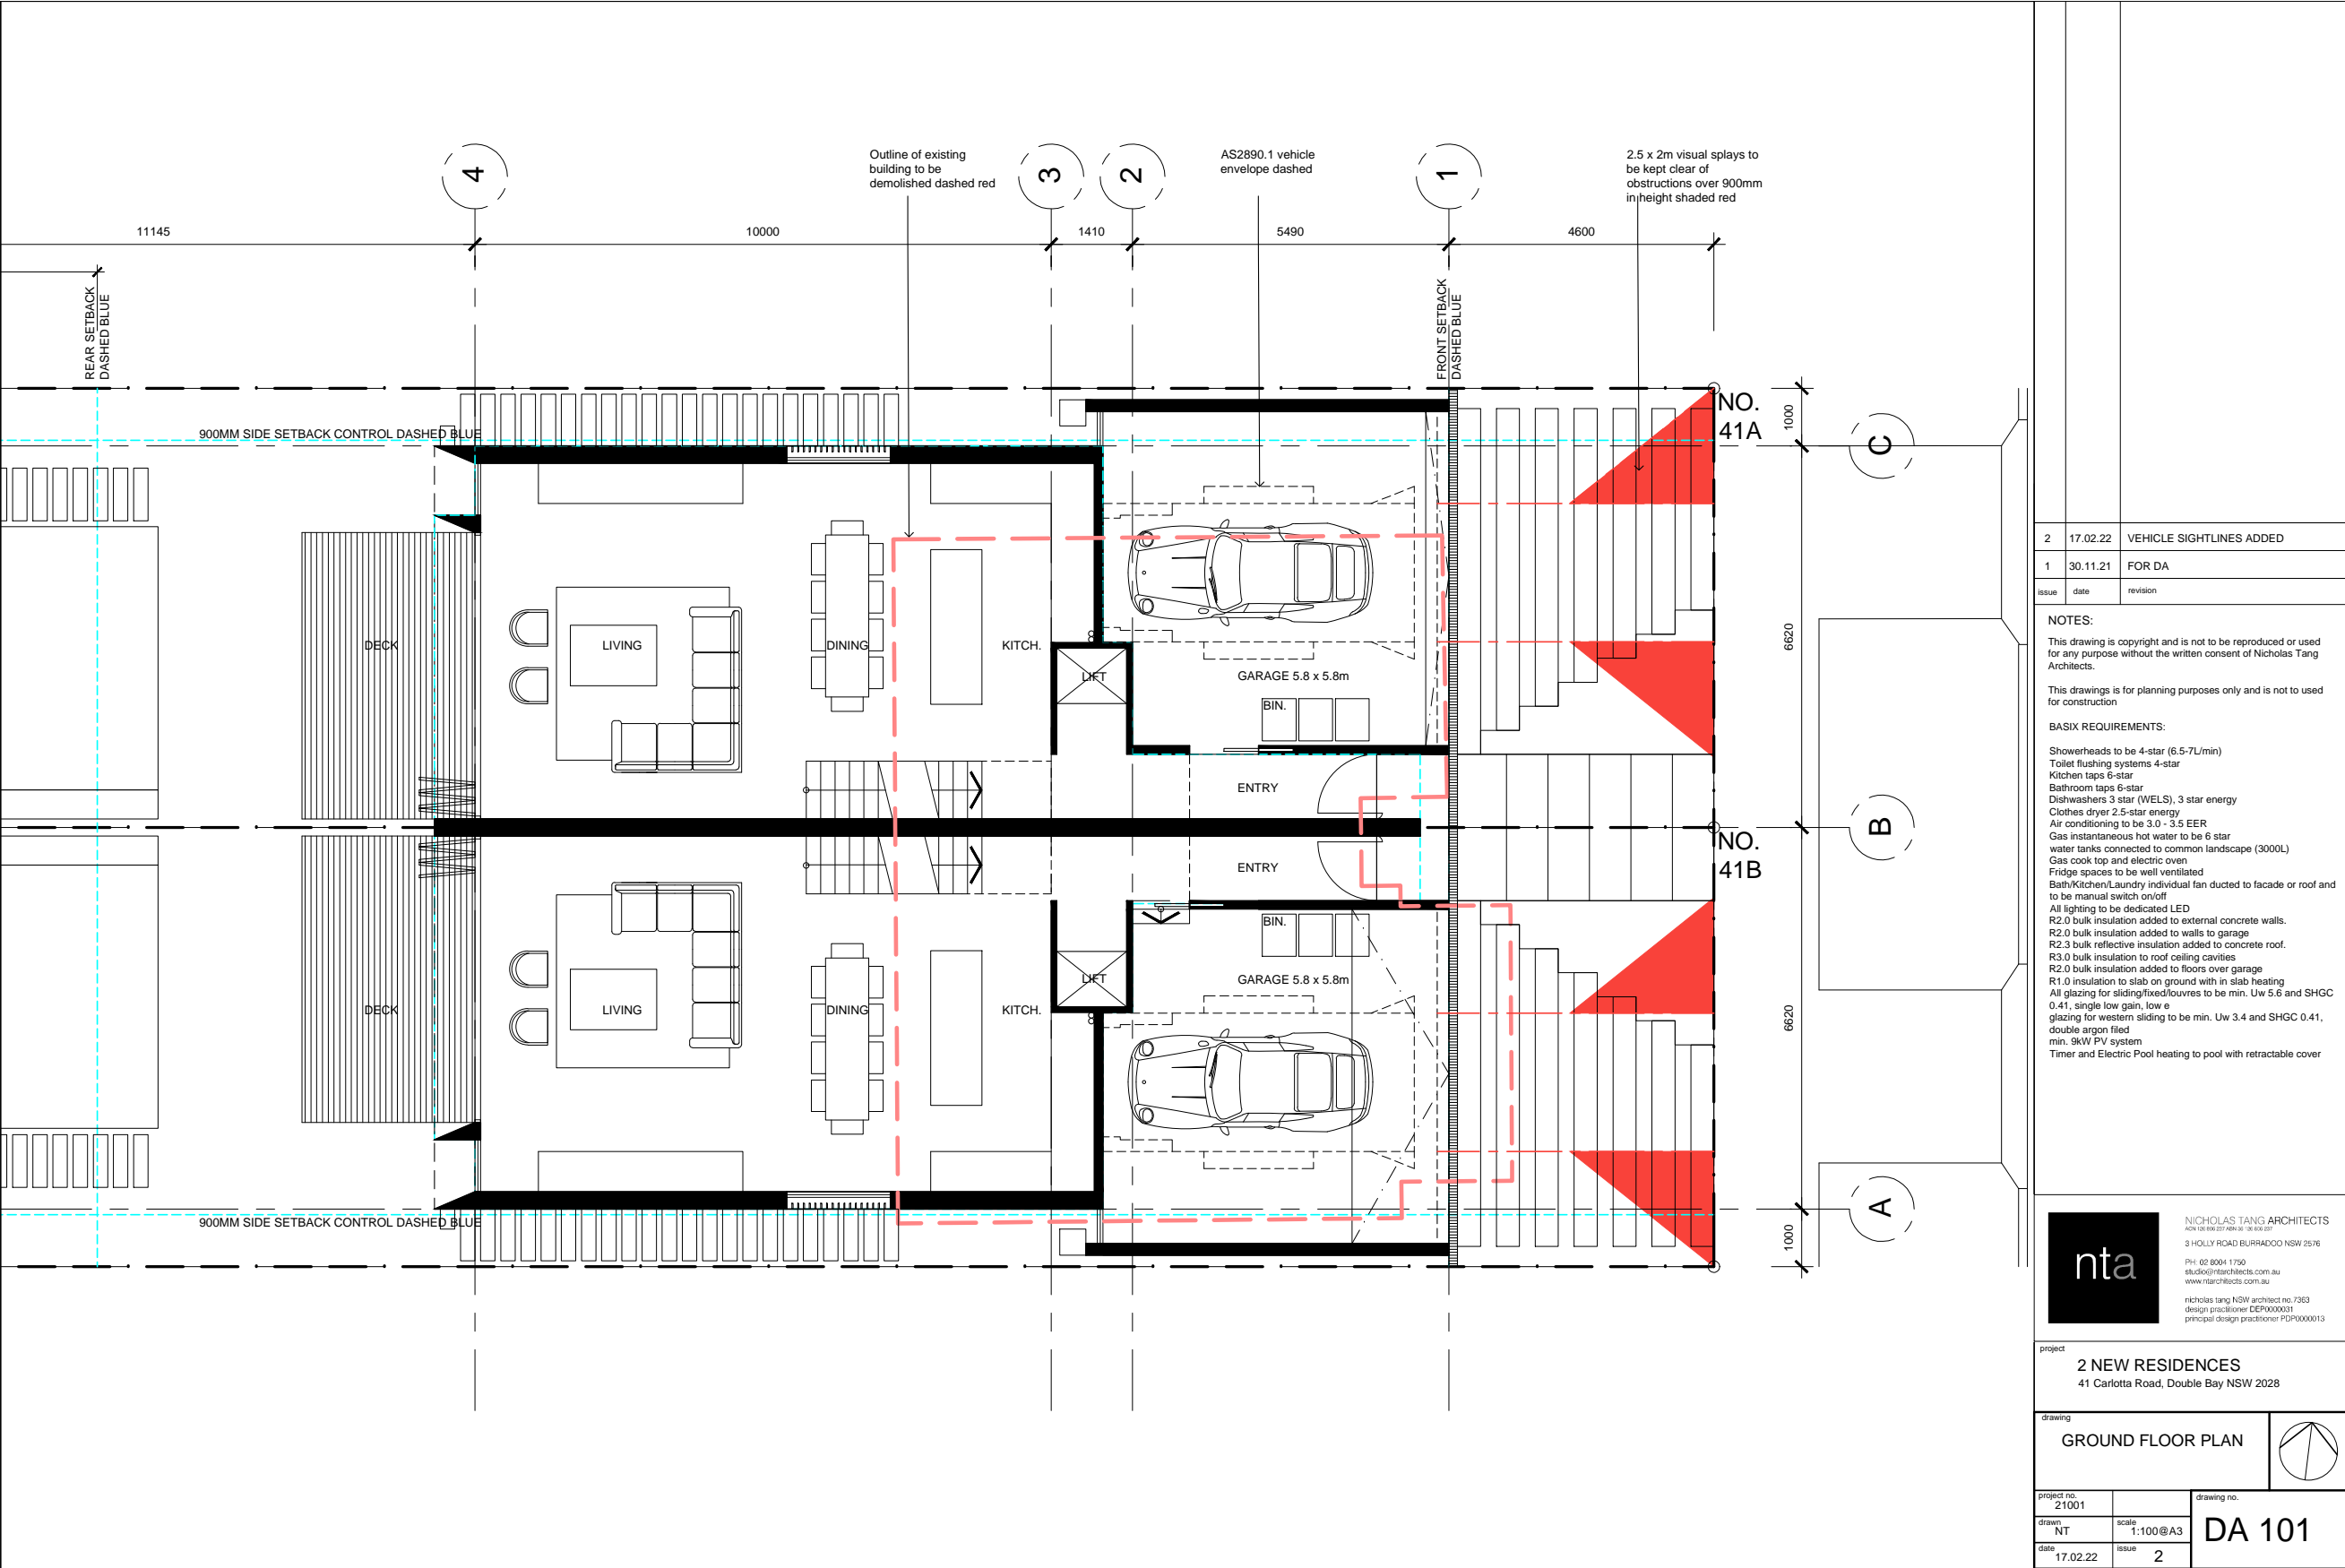 4
Outline of existing
building to be
demolished dashed red
3
2
AS2890.1 vehicle
envelope dashed
1
2.5 x 2m visual splays to
be kept clear of
obstructions over 900mm
in height shaded red
11145
10000
1410
5490
4600
REAR SETBACK
DASHED BLUE
FRONT SETBACK
DASHED BLUE
NO.
41A
1000
C
900MM SIDE SETBACK CONTROL DASHED BLUE
DECK
LIVING
DINING
KITCH.
LIFT
GARAGE 5.8 x 5.8m
BIN.
6620
ENTRY
B
NO.
41B
ENTRY
BIN.
LIFT
GARAGE 5.8 x 5.8m
DECK
LIVING
DINING
KITCH.
6620
A
900MM SIDE SETBACK CONTROL DASHED BLUE
1000
2 17.02.22 VEHICLE SIGHTLINES ADDED
1 30.11.21 FOR DA
issue date revision
NOTES:
This drawing is copyright and is not to be reproduced or used
for any purpose without the written consent of Nicholas Tang
Architects.
This drawings is for planning purposes only and is not to used
for construction
BASIX REQUIREMENTS:
Showerheads to be 4-star (6.5-7L/min)
Toilet flushing systems 4-star
Kitchen taps 6-star
Bathroom taps 6-star
Dishwashers 3 star (WELS), 3 star energy
Clothes dryer 2.5-star energy
Air conditioning to be 3.0 - 3.5 EER
Gas instantaneous hot water to be 6 star
water tanks connected to common landscape (3000L)
Gas cook top and electric oven
Fridge spaces to be well ventilated
Bath/Kitchen/Laundry individual fan ducted to facade or roof and
to be manual switch on/off
All lighting to be dedicated LED
R2.0 bulk insulation added to external concrete walls.
R2.0 bulk insulation added to walls to garage
R2.3 bulk reflective insulation added to concrete roof.
R3.0 bulk insulation to roof ceiling cavities
R2.0 bulk insulation added to floors over garage
R1.0 insulation to slab on ground with in slab heating
All glazing for sliding/fixed/louvres to be min. Uw 5.6 and SHGC
0.41, single low gain, low e
glazing for western sliding to be min. Uw 3.4 and SHGC 0.41,
double argon filed
min. 9kW PV system
Timer and Electric Pool heating to pool with retractable cover
nta
NICHOLAS TANG ARCHITECTS
3 HOLLY ROAD BURRADOO NSW 2576
PH: 02 8004 1750
studio@ntarchitects.com.au
www.ntarchitects.com.au
nicholas tang NSW architect no.7363
design practitioner DEP0000031
principal design practitioner PDP0000013
project
2 NEW RESIDENCES
41 Carlotta Road, Double Bay NSW 2028
drawing
GROUND FLOOR PLAN
project no.
21001
drawn
NT
scale
1:100@A3
date
17.02.22
issue
2
drawing no.
DA 101